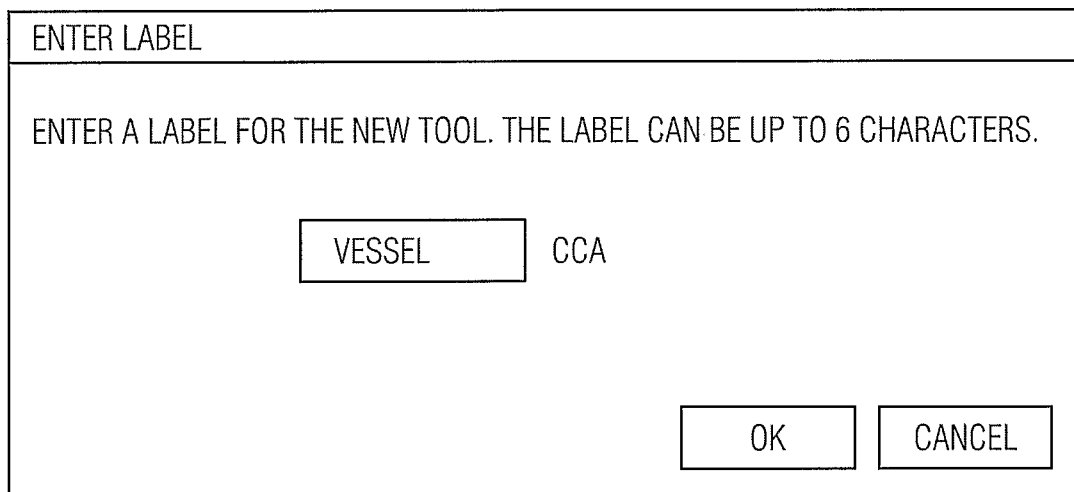 ENTER LABEL
ENTER A LABEL FOR THE NEW TOOL. THE LABEL CAN BE UP TO 6 CHARACTERS.
VESSEL CCA
OK CANCEL